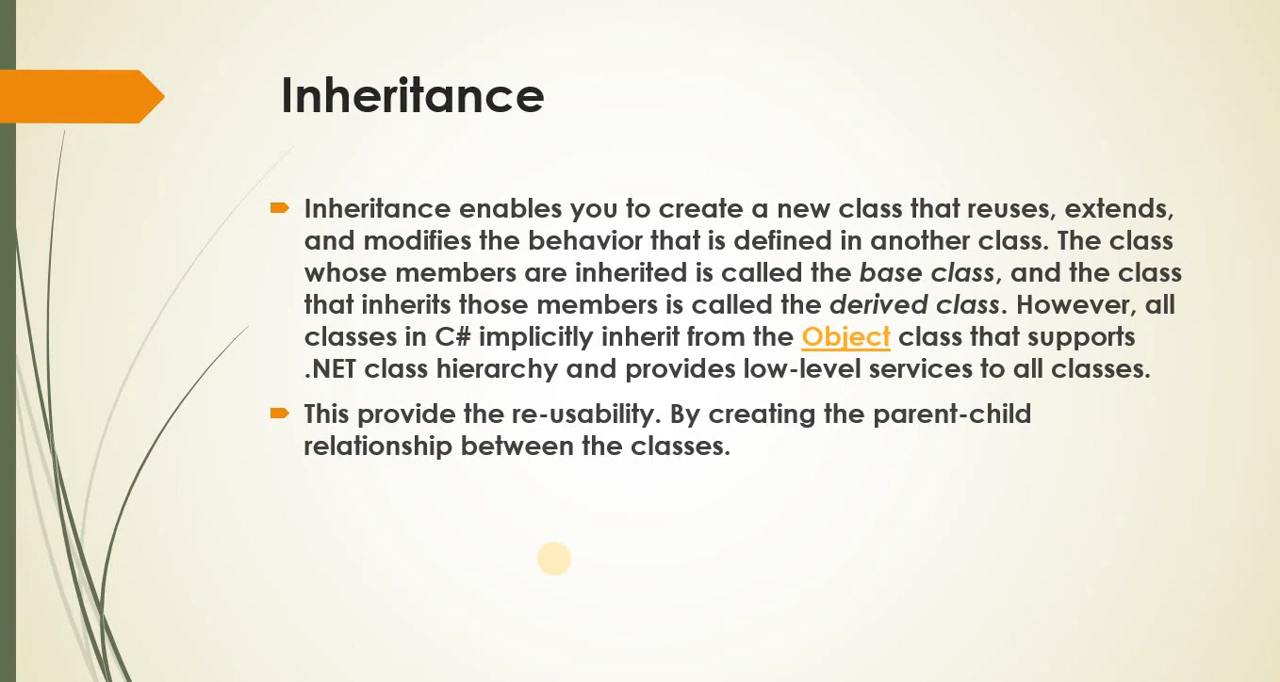 Inheritance
Inheritance enables you to create a new class that reuses, extends,
and modifies the behavior that is defined in another class. The class
whose members are inherited is called the base class, and the class
that inherits those members is called the derived class. However, all
classes in C# implicitly inherit from the Object class that supports
.NET class hierarchy and provides low-level services to all classes.
This provide the re-usability. By creating the parent-child
relationship between the classes.